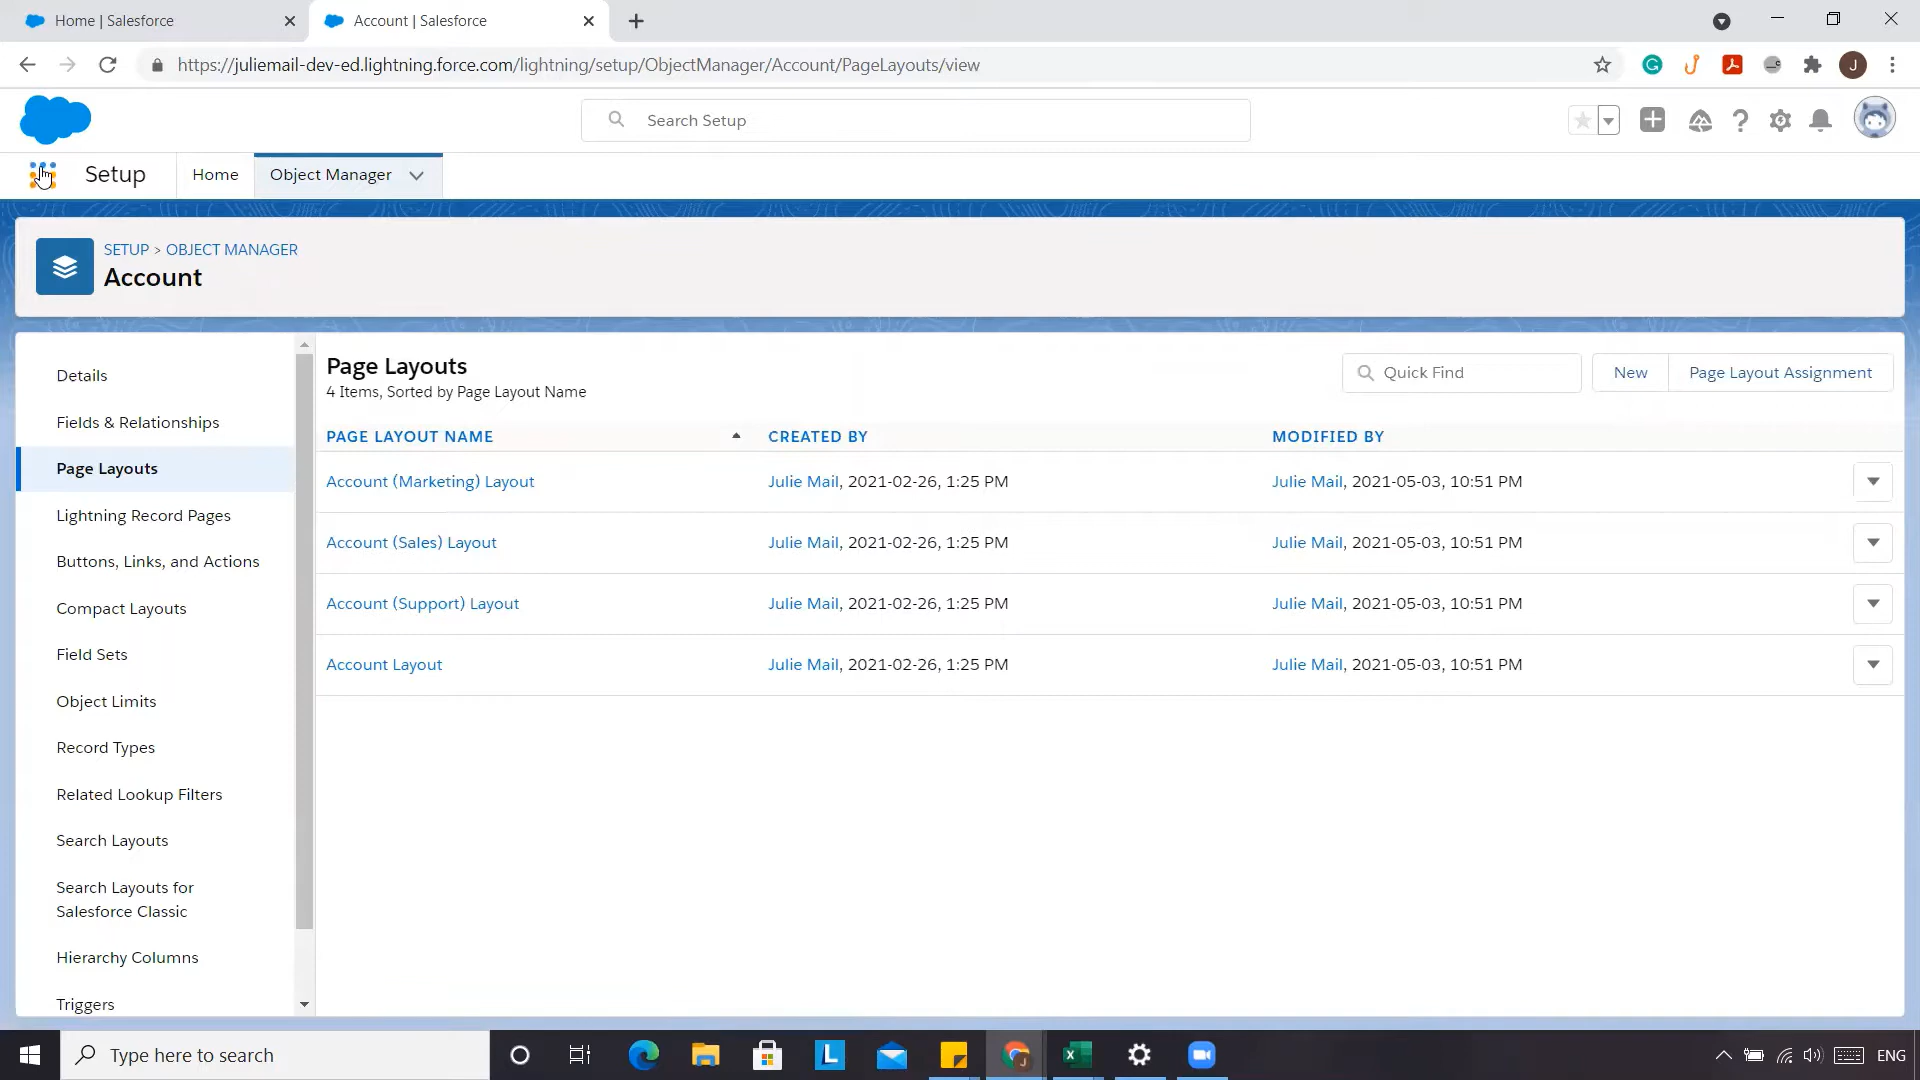 Home | Salesforce
Account | Salesforce
https://juliemail-dev-ed.lightning.force.com/lightning/setup/ObjectManager/Account/PageLayouts/view
J
Search Setup
Setup
Home
Object Manager
SETUP > OBJECT MANAGER
Account
Details
Fields & Relationships
Page Layouts
Lightning Record Pages
Buttons, Links, and Actions
Compact Layouts
Field Sets
Object Limits
Record Types
Related Lookup Filters
Search Layouts
Search Layouts for
Salesforce Classic
Hierarchy Columns
Triggers
Page Layouts
4 Items, Sorted by Page Layout Name
Quick Find
New
Page Layout Assignment
PAGE LAYOUT NAME CREATED BY MODIFIED BY
Account (Marketing) Layout Julie Mail, 2021-02-26, 1:25 PM Julie Mail, 2021-05-03, 10:51 PM
Account (Sales) Layout Julie Mail, 2021-02-26, 1:25 PM Julie Mail, 2021-05-03, 10:51 PM
Account (Support) Layout Julie Mail, 2021-02-26, 1:25 PM Julie Mail, 2021-05-03, 10:51 PM
Account Layout Julie Mail, 2021-02-26, 1:25 PM Julie Mail, 2021-05-03, 10:51 PM
Type here to search
L
ENG